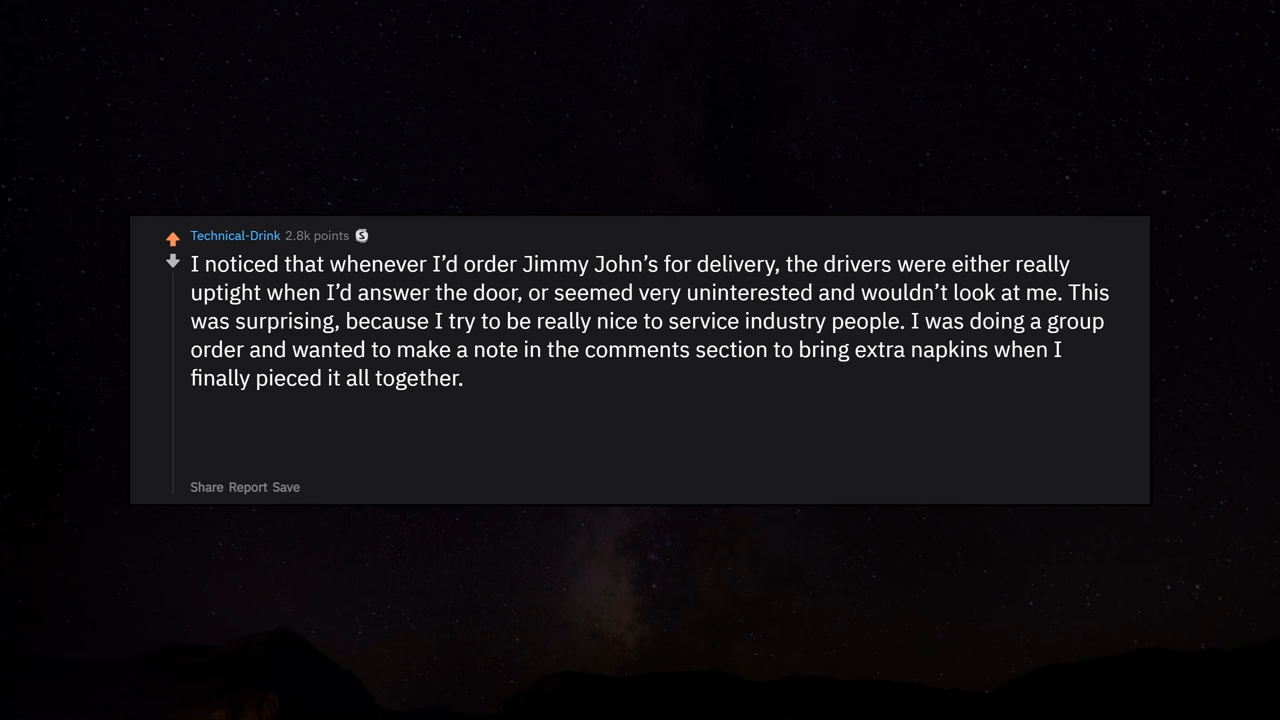 Technical-Drink 2.8k points
I noticed that whenever I’d order Jimmy John’s for delivery, the drivers were either really
uptight when I’d answer the door, or seemed very uninterested and wouldn’t look at me. This
was surprising, because I try to be really nice to service industry people. I was doing a group
order and wanted to make a note in the comments section to bring extra napkins when I
finally pieced it all together.
Share Report Save